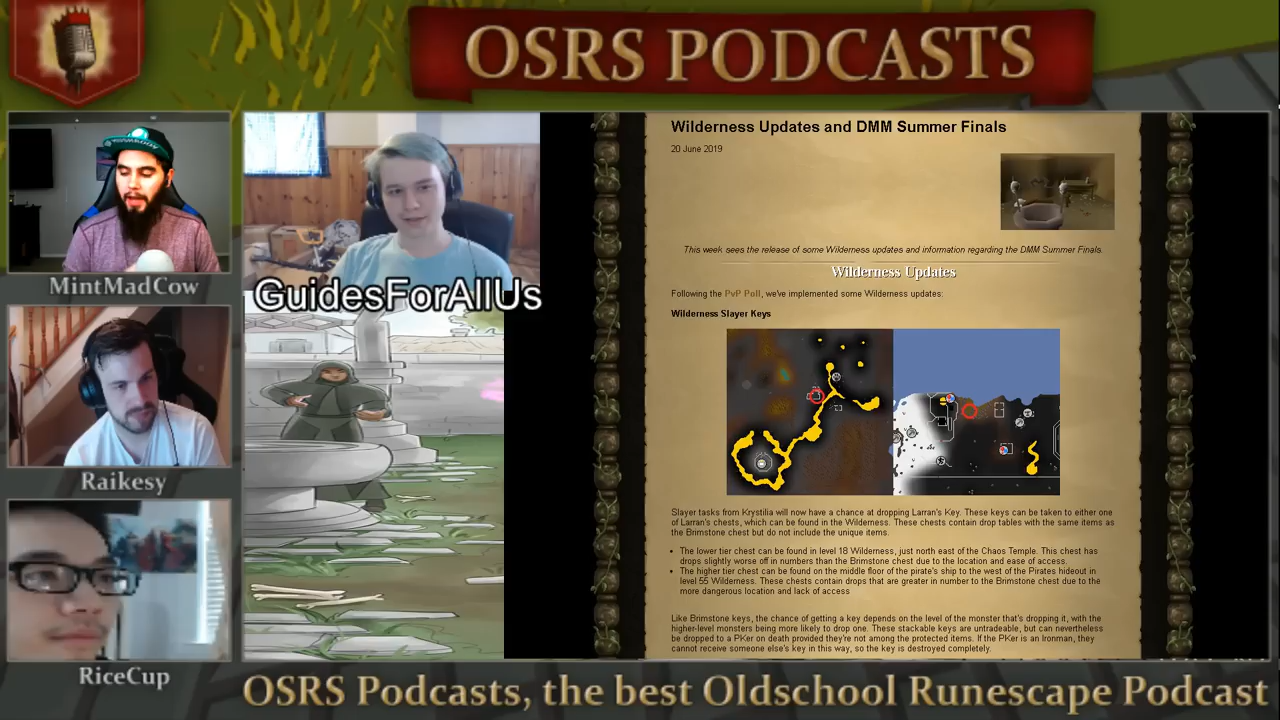 OSRS PODCASTS
MintMadCow
Raikesy
RiceCup
GuidesForAllUs
Wilderness Updates and DMM Summer Finals
20 June 2019
This week sees the release of some Wilderness updates and information regarding the DMM Summer Finals.
Wilderness Updates
Following the PvP Poll, we've implemented some Wilderness updates:
Wilderness Slayer Keys
Slayer tasks from Krystilia will now have a chance at dropping Larran's Key. These keys can be taken to either one
of Larran's chests, which can be found in the Wilderness. These chests contain drop tables with the same items as
the Brimstone chest but do not include the unique items.
• The lower tier chest can be found in level 18 Wilderness, just north east of the Chaos Temple. This chest has
drops slightly worse off in numbers than the Brimstone chest due to the location and ease of access.
• The higher tier chest can be found on the middle floor of the pirate's ship to the west of the Pirates hideout in
level 55 Wilderness. These chests contain drops that are greater in number to the Brimstone chest due to the
more dangerous location and lack of access
Like Brimstone keys, the chance of getting a key depends on the level of the monster that's dropping it, with the
higher-level monsters being more likely to drop one. These stackable keys are untradeable, but can nevertheless
be dropped to a PKer on death provided they're not among the protected items. If the PKer is an Ironman, they
cannot receive someone else's key in this way, so the key is destroyed completely.
OSRS Podcasts, the best Oldschool Runescape Podcast